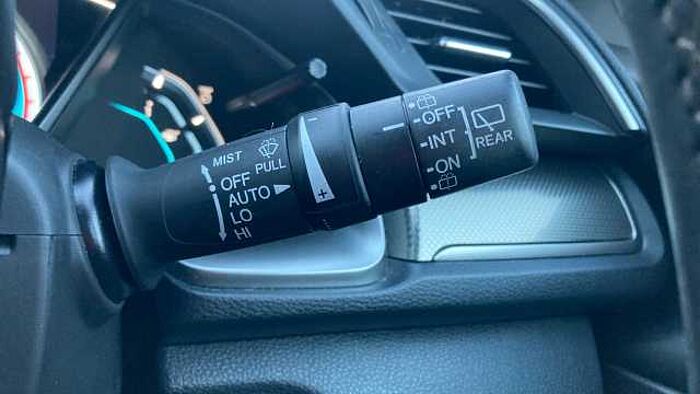 MIST
PULL
OFF
AUTO
LO
HI
-
+
OFF
INT
ON
REAR